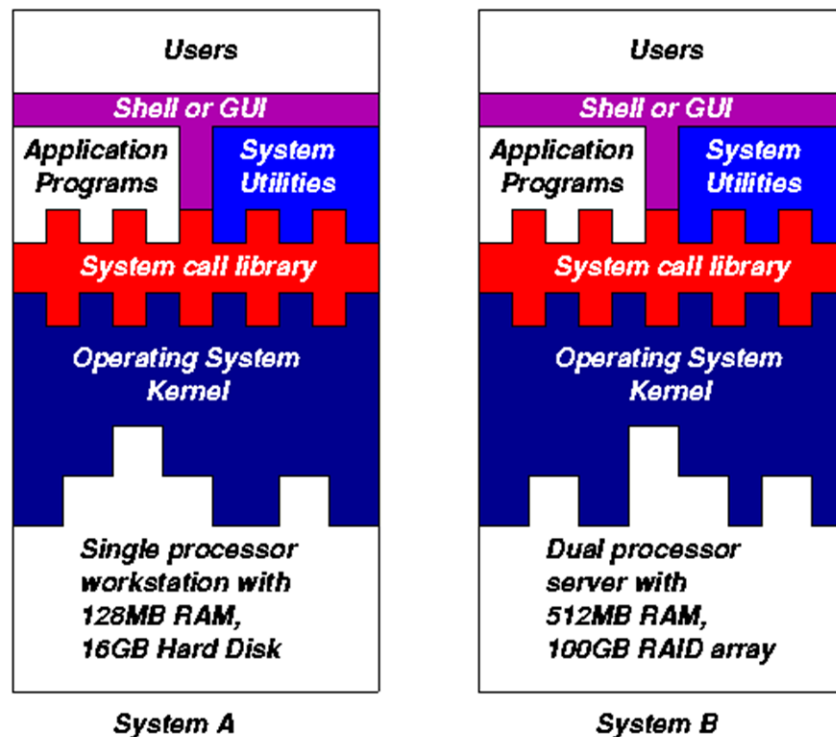 Users
Shell or GUI
Application
Programs
System
Utilities
System call library
Operating System
Kernel
Single processor
workstation with
128MB RAM,
16GB Hard Disk
System A
Users
Shell or GUI
Application
Programs
System
Utilities
System call library
Operating System
Kernel
Dual processor
server with
512MB RAM,
100GB RAID array
System B